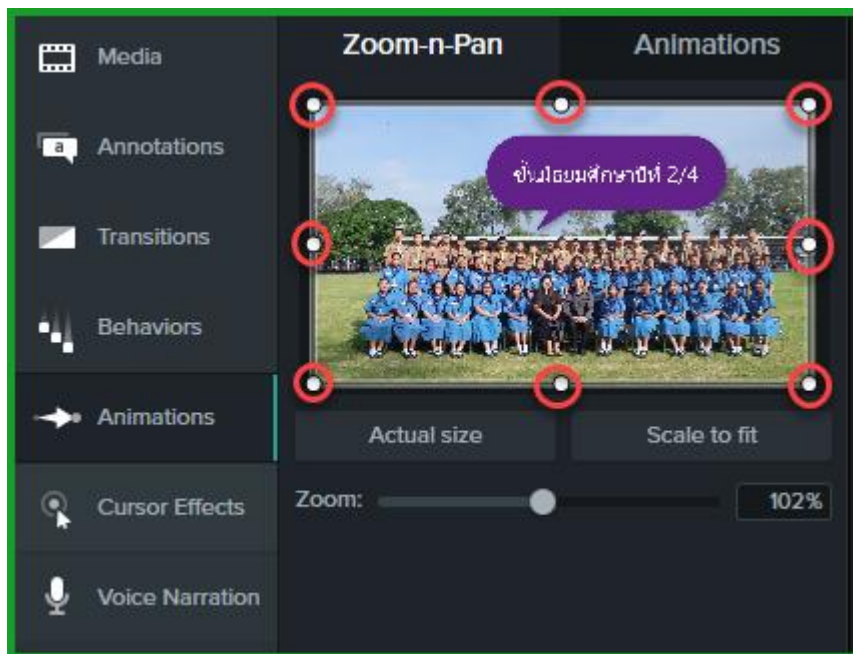 Media
Annotations
Transitions
Behaviors
Animations
Cursor Effects
Voice Narration
Zoom-n-Pan
Animations
ชั้นมัธยมศึกษาปีที่ 2/4
Actual size
Scale to fit
Zoom:
102%